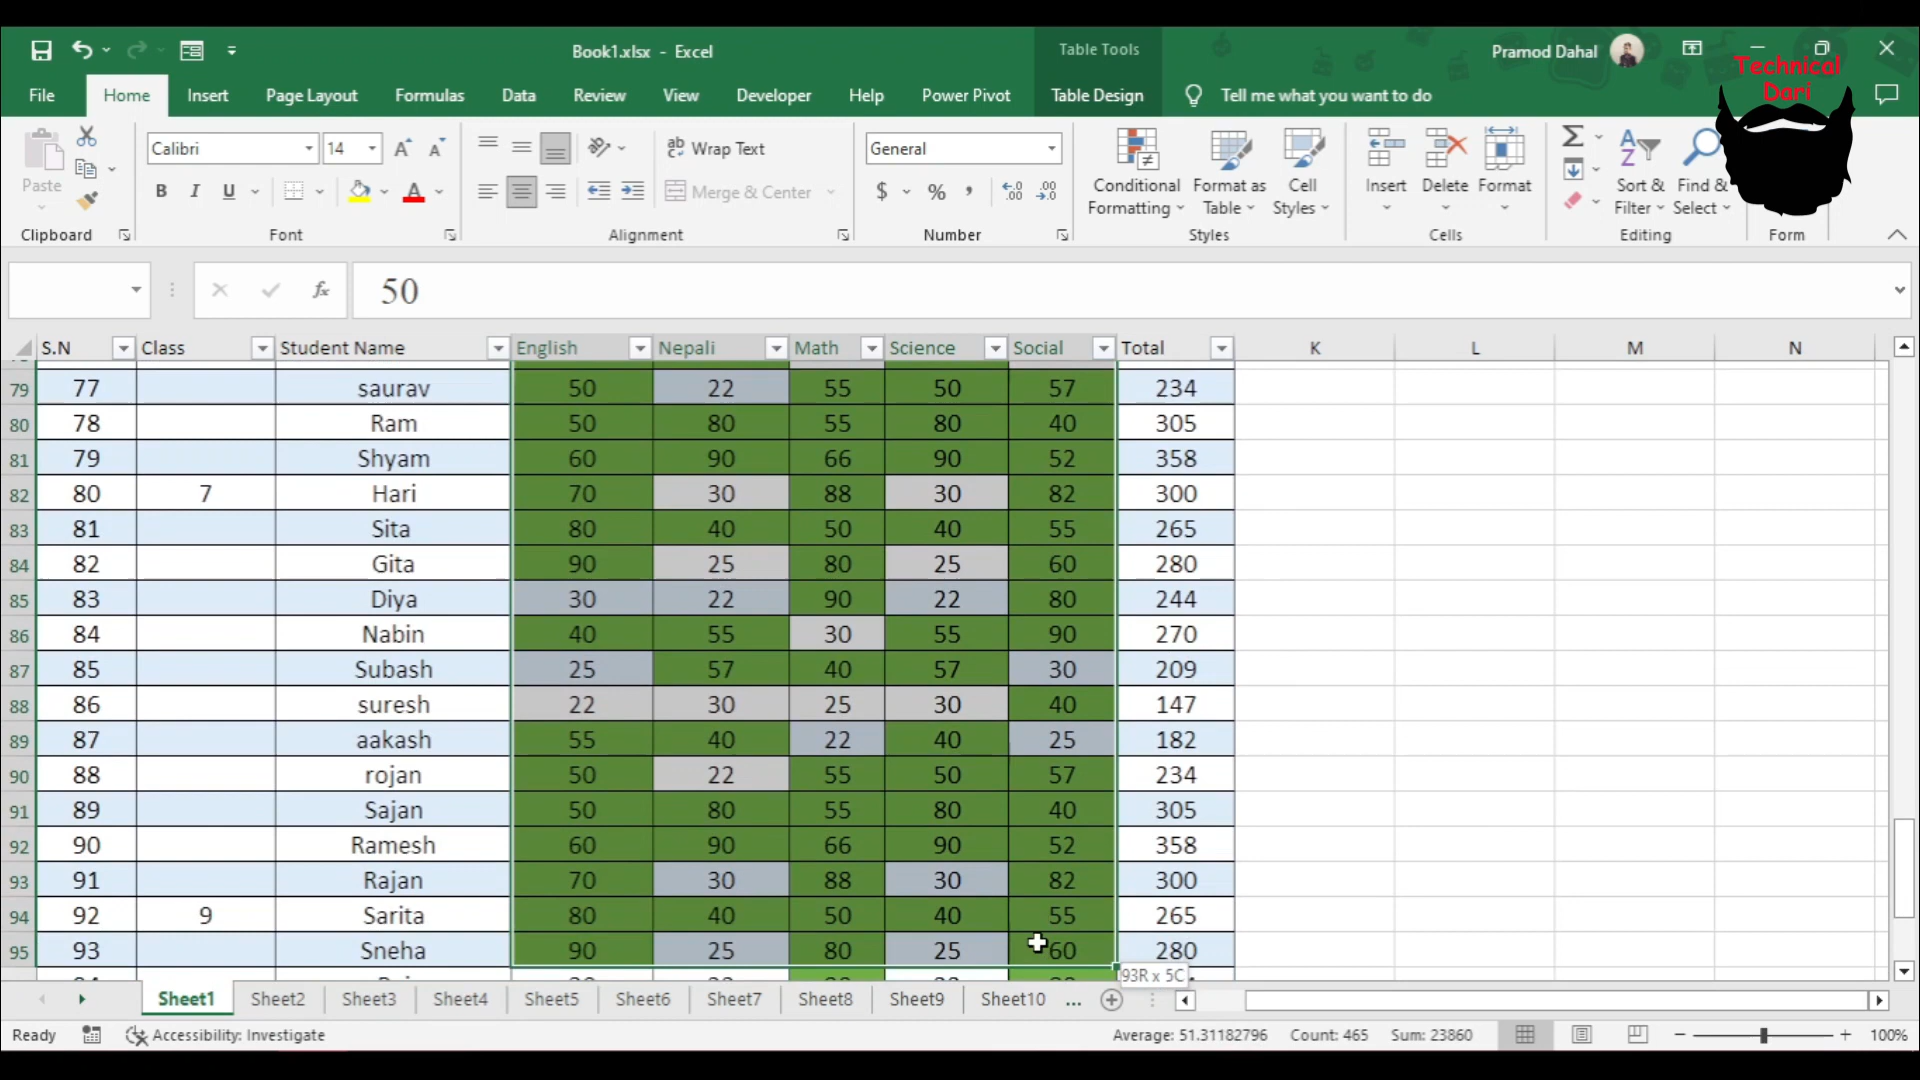 Book1.xlsx - Excel
Table Tools
Pramod Dahal
Technical
Dari
File Home Insert Page Layout Formulas Data Review View Developer Help Power Pivot Table Design Tell me what you want to do
Paste
Calibri 14
B I U A
ab Wrap Text
Merge & Center
General
$ % ,
Conditional
Formatting
Format as
Table
Cell
Styles
Insert Delete Format
Sort &
Filter
Find &
Select
Clipboard Font Alignment Number Styles Cells Editing Form
fx 50
S.N Class Student Name English Nepali Math Science Social Total K L M N
79 77 saurav 50 22 55 50 57 234
80 78 Ram 50 80 55 80 40 305
81 79 Shyam 60 90 66 90 52 358
82 80 7 Hari 70 30 88 30 82 300
83 81 Sita 80 40 50 40 55 265
84 82 Gita 90 25 80 25 60 280
85 83 Diya 30 22 90 22 80 244
86 84 Nabin 40 55 30 55 90 270
87 85 Subash 25 57 40 57 30 209
88 86 suresh 22 30 25 30 40 147
89 87 aakash 55 40 22 40 25 182
90 88 rojan 50 22 55 50 57 234
91 89 Sajan 50 80 55 80 40 305
92 90 Ramesh 60 90 66 90 52 358
93 91 Rajan 70 30 88 30 82 300
94 92 9 Sarita 80 40 50 40 55 265
95 93 Sneha 90 25 80 25 60 280
93R x 5C
Sheet1 Sheet2 Sheet3 Sheet4 Sheet5 Sheet6 Sheet7 Sheet8 Sheet9 Sheet10 ...
Ready Accessibility: Investigate Average: 51.31182796 Count: 465 Sum: 23860 100%